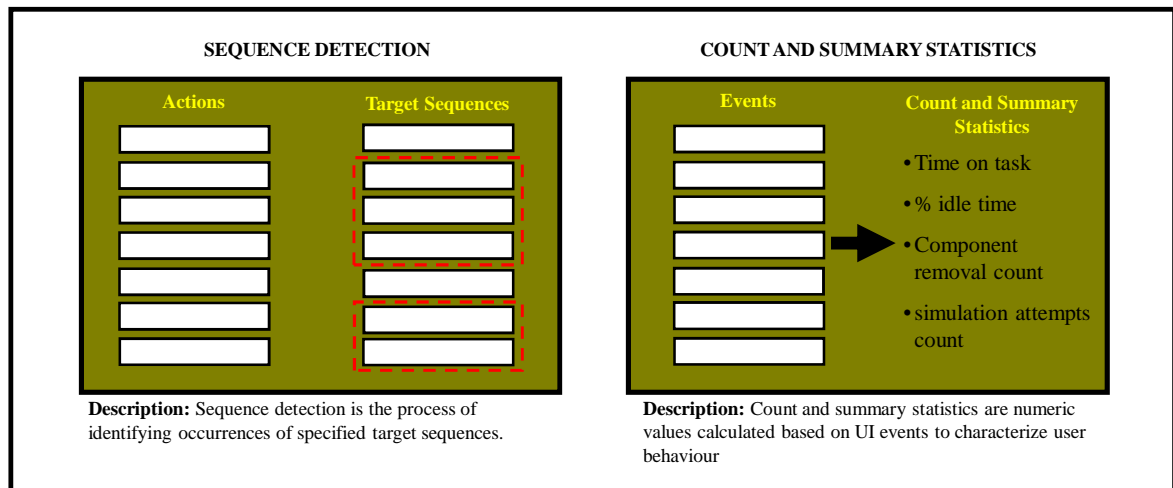 SEQUENCE DETECTION
Actions
Target Sequences
Description: Sequence detection is the process of
identifying occurrences of specified target sequences.
COUNT AND SUMMARY STATISTICS
Events
Count and Summary
Statistics
• Time on task
• % idle time
• Component
removal count
• simulation attempts
count
Description: Count and summary statistics are numeric
values calculated based on UI events to characterize user
behaviour